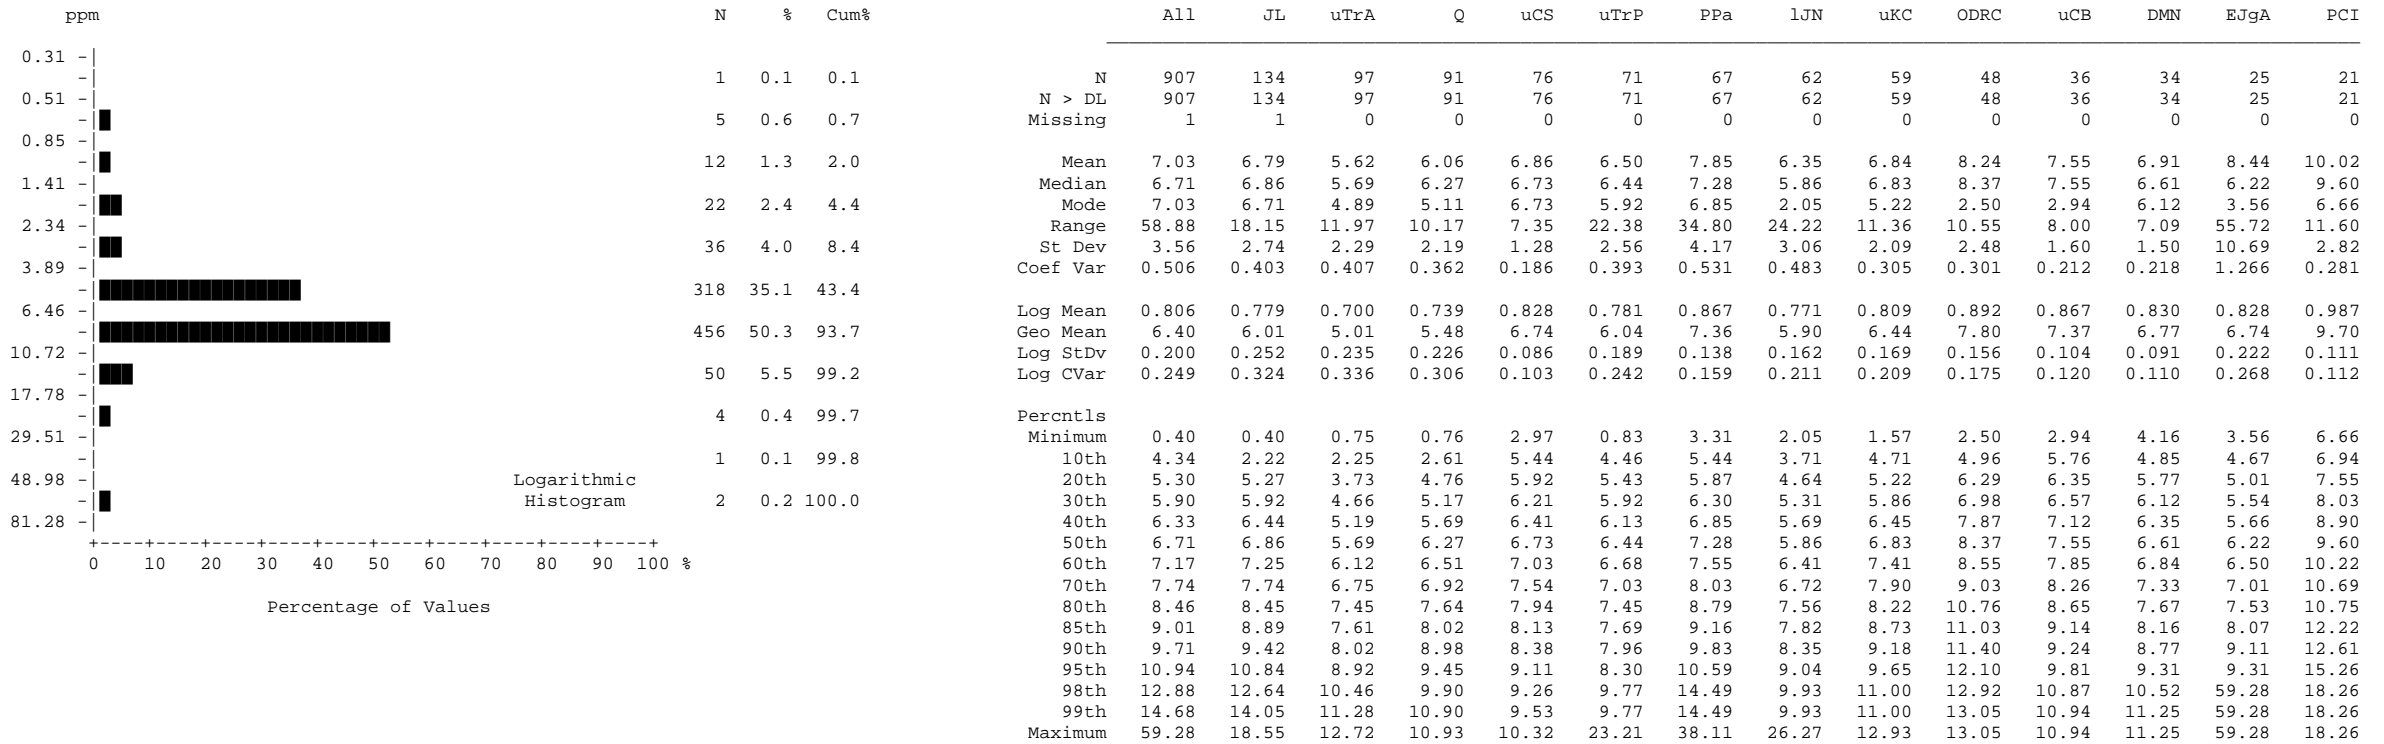 ppm N % Cum% All JL uTrA Q uCS uTrP PPa lJN uKC ODRC uCB DMN EJgA PCI
0.31
1 0.1 0.1 N 907 134 97 91 76 71 67 62 59 48 36 34 25 21
0.51 N > DL 907 134 97 91 76 71 67 62 59 48 36 34 25 21
5 0.6 0.7 Missing 1 1 0 0 0 0 0 0 0 0 0 0 0 0
0.85
12 1.3 2.0 Mean 7.03 6.79 5.62 6.06 6.86 6.50 7.85 6.35 6.84 8.24 7.55 6.91 8.44 10.02
1.41 Median 6.71 6.86 5.69 6.27 6.73 6.44 7.28 5.86 6.83 8.37 7.55 6.61 6.22 9.60
22 2.4 4.4 Mode 7.03 6.71 4.89 5.11 6.73 5.92 6.85 2.05 5.22 2.50 2.94 6.12 3.56 6.66
2.34 Range 58.88 18.15 11.97 10.17 7.35 22.38 34.80 24.22 11.36 10.55 8.00 7.09 55.72 11.60
36 4.0 8.4 St Dev 3.56 2.74 2.29 2.19 1.28 2.56 4.17 3.06 2.09 2.48 1.60 1.50 10.69 2.82
3.89 Coef Var 0.506 0.403 0.407 0.362 0.186 0.393 0.531 0.483 0.305 0.301 0.212 0.218 1.266 0.281
318 35.1 43.4
6.46 Log Mean 0.806 0.779 0.700 0.739 0.828 0.781 0.867 0.771 0.809 0.892 0.867 0.830 0.828 0.987
456 50.3 93.7 Geo Mean 6.40 6.01 5.01 5.48 6.74 6.04 7.36 5.90 6.44 7.80 7.37 6.77 6.74 9.70
10.72 Log StDv 0.200 0.252 0.235 0.226 0.086 0.189 0.138 0.162 0.169 0.156 0.104 0.091 0.222 0.111
50 5.5 99.2 Log CVar 0.249 0.324 0.336 0.306 0.103 0.242 0.159 0.211 0.209 0.175 0.120 0.110 0.268 0.112
17.78
4 0.4 99.7 Percntls
29.51 Minimum 0.40 0.40 0.75 0.76 2.97 0.83 3.31 2.05 1.57 2.50 2.94 4.16 3.56 6.66
1 0.1 99.8 10th 4.34 2.22 2.25 2.61 5.44 4.46 5.44 3.71 4.71 4.96 5.76 4.85 4.67 6.94
48.98 Logarithmic 20th 5.30 5.27 3.73 4.76 5.92 5.43 5.87 4.64 5.22 6.29 6.35 5.77 5.01 7.55
Histogram 2 0.2 100.0 30th 5.90 5.92 4.66 5.17 6.21 5.92 6.30 5.31 5.86 6.98 6.57 6.12 5.54 8.03
81.28 40th 6.33 6.44 5.19 5.69 6.41 6.13 6.85 5.69 6.45 7.87 7.12 6.35 5.66 8.90
50th 6.71 6.86 5.69 6.27 6.73 6.44 7.28 5.86 6.83 8.37 7.55 6.61 6.22 9.60
0 10 20 30 40 50 60 70 80 90 100 % 60th 7.17 7.25 6.12 6.51 7.03 6.68 7.55 6.41 7.41 8.55 7.85 6.84 6.50 10.22
70th 7.74 7.74 6.75 6.92 7.54 7.03 8.03 6.72 7.90 9.03 8.26 7.33 7.01 10.69
Percentage of Values 80th 8.46 8.45 7.45 7.64 7.94 7.45 8.79 7.56 8.22 10.76 8.65 7.67 7.53 10.75
85th 9.01 8.89 7.61 8.02 8.13 7.69 9.16 7.82 8.73 11.03 9.14 8.16 8.07 12.22
90th 9.71 9.42 8.02 8.98 8.38 7.96 9.83 8.35 9.18 11.40 9.24 8.77 9.11 12.61
95th 10.94 10.84 8.92 9.45 9.11 8.30 10.59 9.04 9.65 12.10 9.81 9.31 9.31 15.26
98th 12.88 12.64 10.46 9.90 9.26 9.77 14.49 9.93 11.00 12.92 10.87 10.52 59.28 18.26
99th 14.68 14.05 11.28 10.90 9.53 9.77 14.49 9.93 11.00 13.05 10.94 11.25 59.28 18.26
Maximum 59.28 18.55 12.72 10.93 10.32 23.21 38.11 26.27 12.93 13.05 10.94 11.25 59.28 18.26